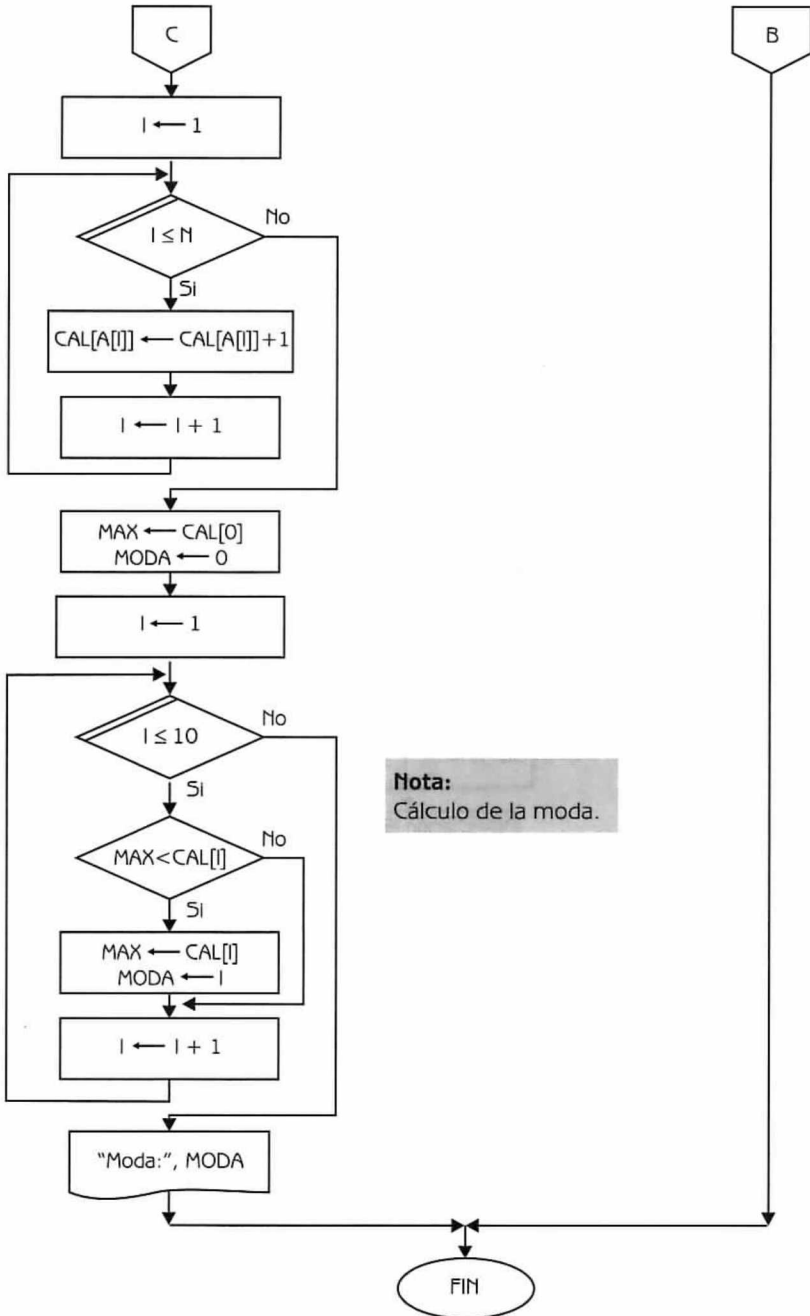 C
B
I ← 1
I ≤ N
No
Si
CAL[A[I]] ← CAL[A[I]]+1
I ← I + 1
MAX ← CAL[0]
MODA ← 0
I ← 1
I ≤ 10
No
Si
Nota:
Cálculo de la moda.
MAX<CAL[I]
No
Si
MAX ← CAL[I]
MODA ← I
I ← I + 1
"Moda:", MODA
FIN